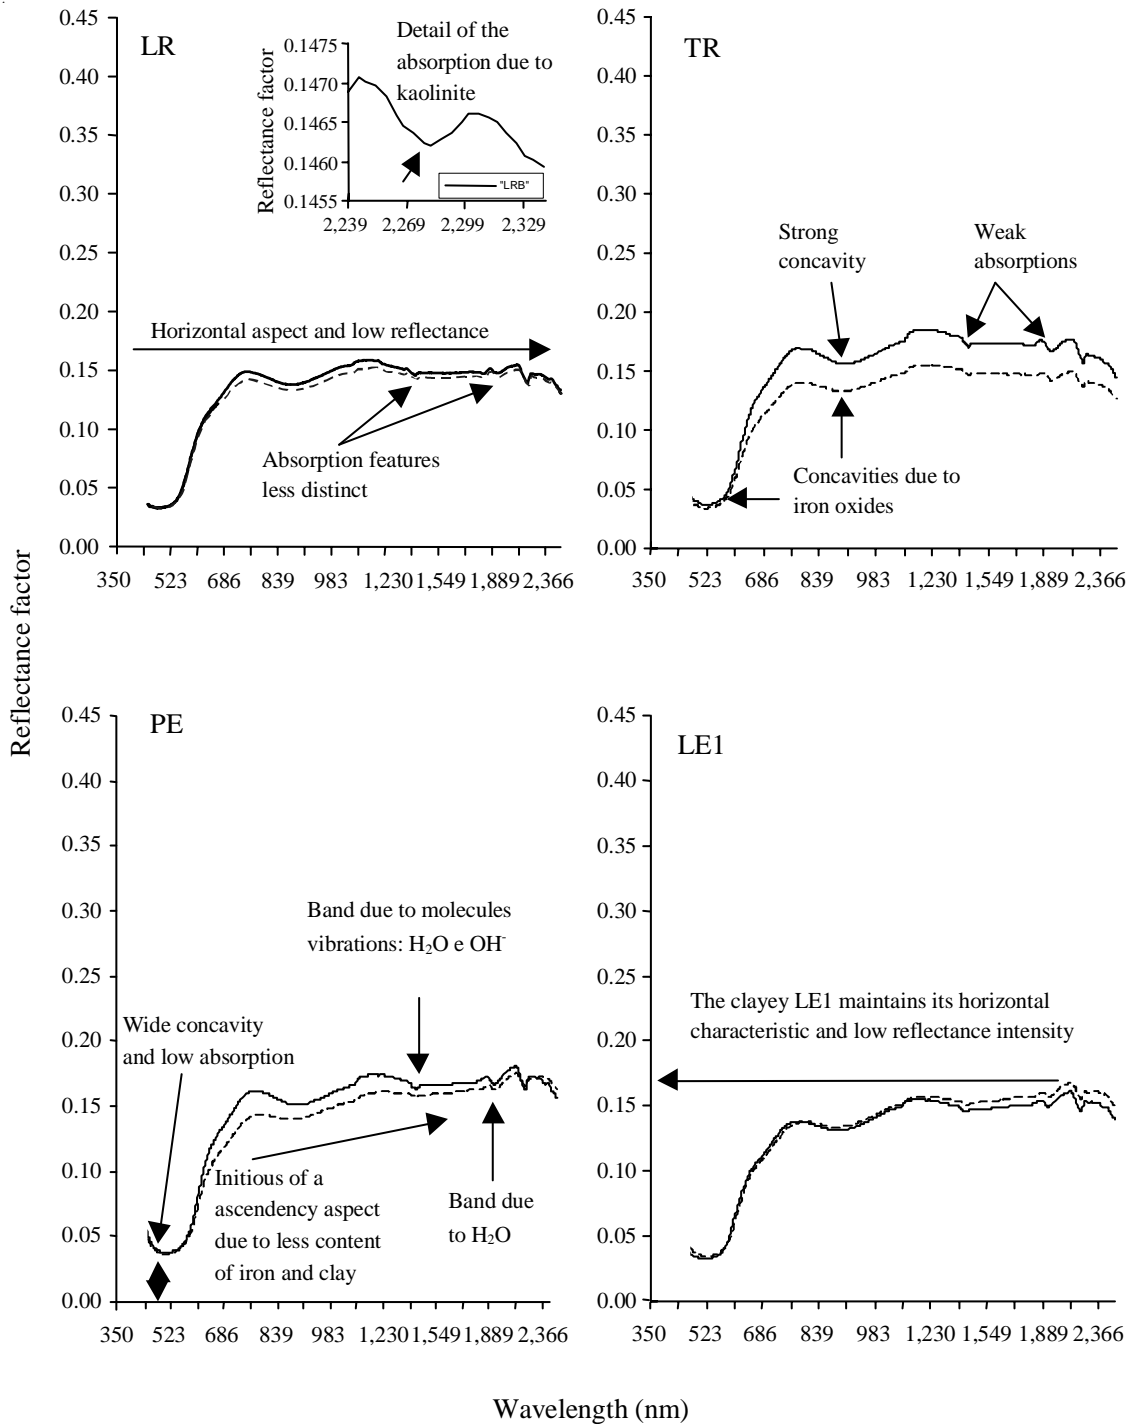 Reflectance factor
LR
0.45
0.40
0.35
0.30
0.25
0.20
0.15
0.10
0.05
0.00
350 523 686 839 983 1,230 1,549 1,889 2,366
Detail of the
absorption due to
kaolinite
Reflectance factor
0.1475
0.1470
0.1465
0.1460
0.1455
2,239 2,269 2,299 2,329
"LRB"
Horizontal aspect and low reflectance
Absorption features
less distinct
TR
0.45
0.40
0.35
0.30
0.25
0.20
0.15
0.10
0.05
0.00
350 523 686 839 983 1,230 1,549 1,889 2,366
Strong
concavity
Weak
absorptions
Concavities due to
iron oxides
PE
0.45
0.40
0.35
0.30
0.25
0.20
0.15
0.10
0.05
0.00
350 523 686 839 983 1,230 1,549 1,889 2,366
Band due to molecules
vibrations: H₂O e OH⁻
Wide concavity
and low absorption
Initious of a
ascendency aspect
due to less content
of iron and clay
Band due
to H₂O
LE1
0.45
0.40
0.35
0.30
0.25
0.20
0.15
0.10
0.05
0.00
350 523 686 839 983 1,230 1,549 1,889 2,366
The clayey LE1 maintains its horizontal
characteristic and low reflectance intensity
Wavelength (nm)